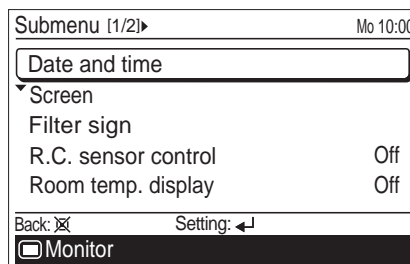 Submenu [1/2]▸ Mo 10:00
Date and time
Screen
Filter sign
R.C. sensor control Off
Room temp. display Off
Back: Setting:
Monitor